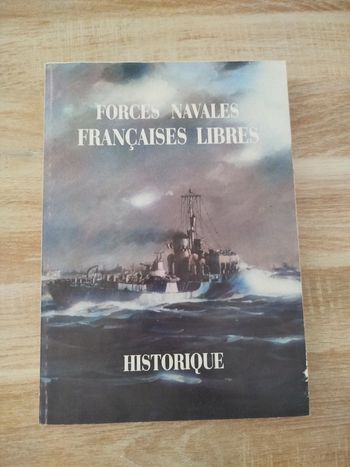 FORCES NAVALES
FRANÇAISES LIBRES
HISTORIQUE